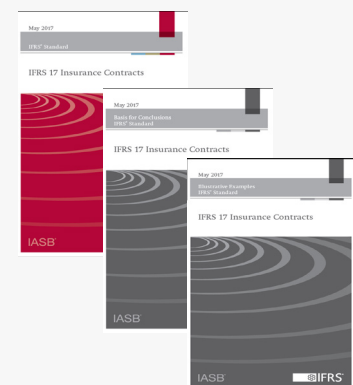 May 2017
IFRS® Standard
IFRS 17 Insurance Contracts
IASB®
May 2017
Basis for Conclusions
IFRS® Standard
IFRS 17 Insurance Contracts
IASB®
May 2017
Illustrative Examples
IFRS® Standard
IFRS 17 Insurance Contracts
IASB®
IFRS®